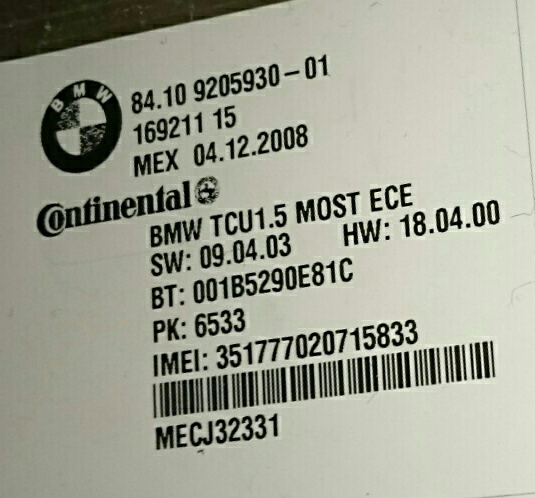 BMW
84.10 9205930-01
169211 15
MEX 04.12.2008
Continental
BMW TCU1.5 MOST ECE
SW: 09.04.03 HW: 18.04.00
BT: 001B5290E81C
PK: 6533
IMEI: 351777020715833
MECJ32331